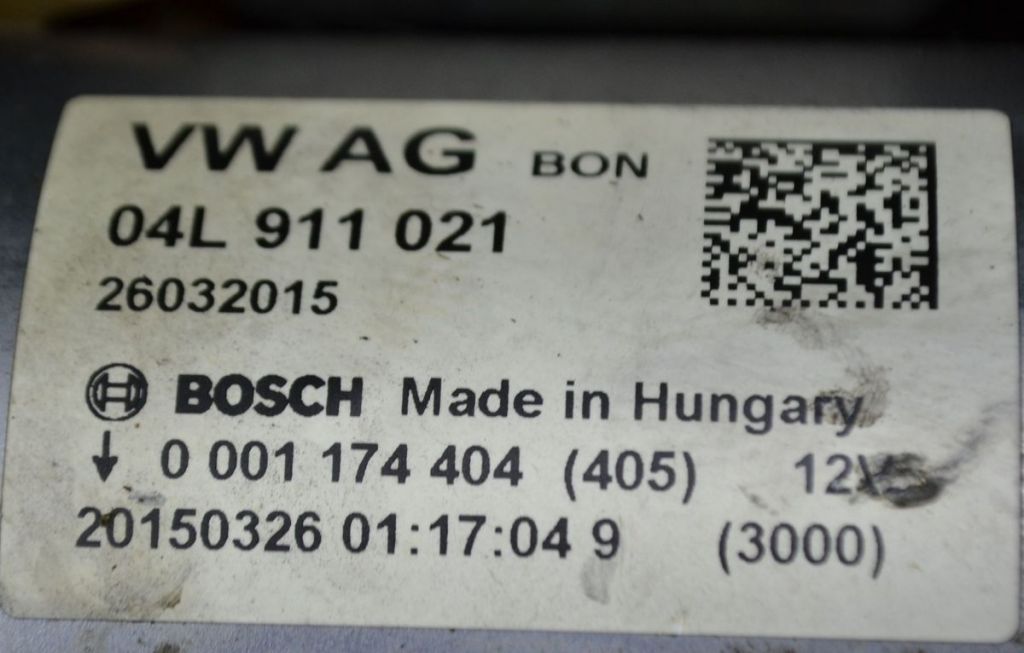 VW AG BON
04L 911 021
26032015
BOSCH Made in Hungary
↓ 0 001 174 404 (405) 12V
20150326 01:17:04 9 (3000)